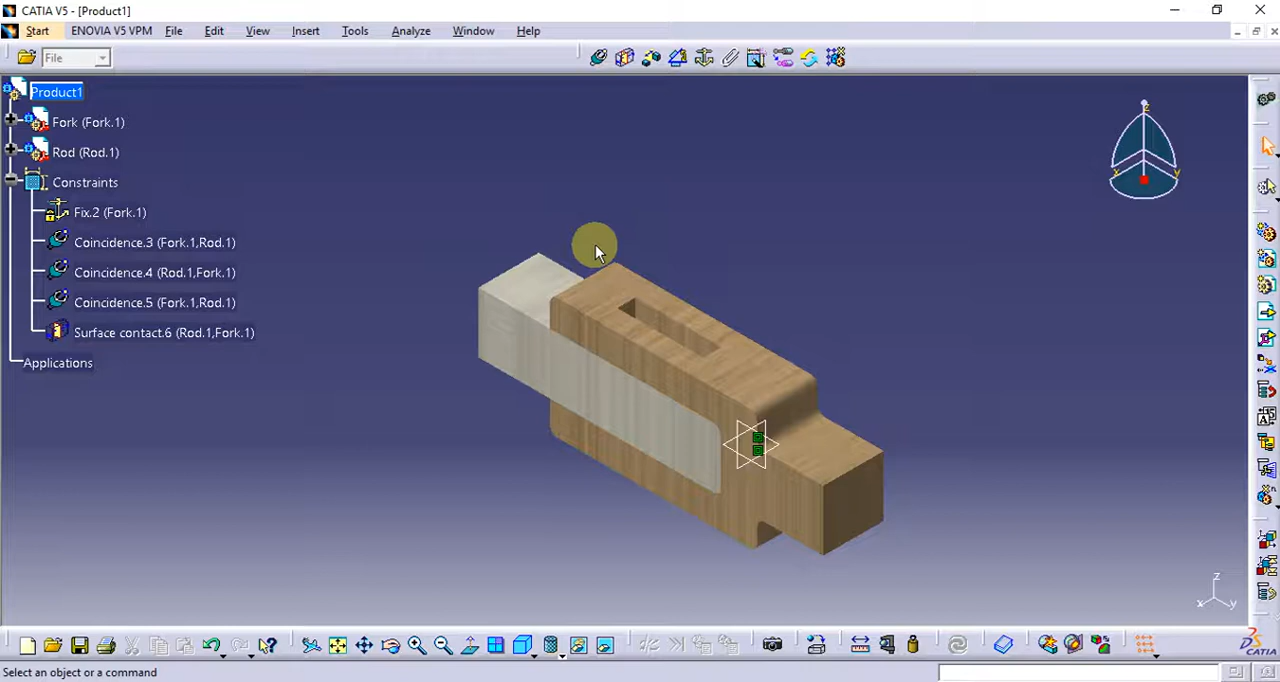 CATIA V5 - [Product1]
Start ENOVIA V5 VPM File Edit View Insert Tools Analyze Window Help
File
Product1
Fork (Fork.1)
Rod (Rod.1)
Constraints
Fix.2 (Fork.1)
Coincidence.3 (Fork.1,Rod.1)
Coincidence.4 (Rod.1,Fork.1)
Coincidence.5 (Fork.1,Rod.1)
Surface contact.6 (Rod.1,Fork.1)
Applications
z
x y
z
x y
CATIA
Select an object or a command